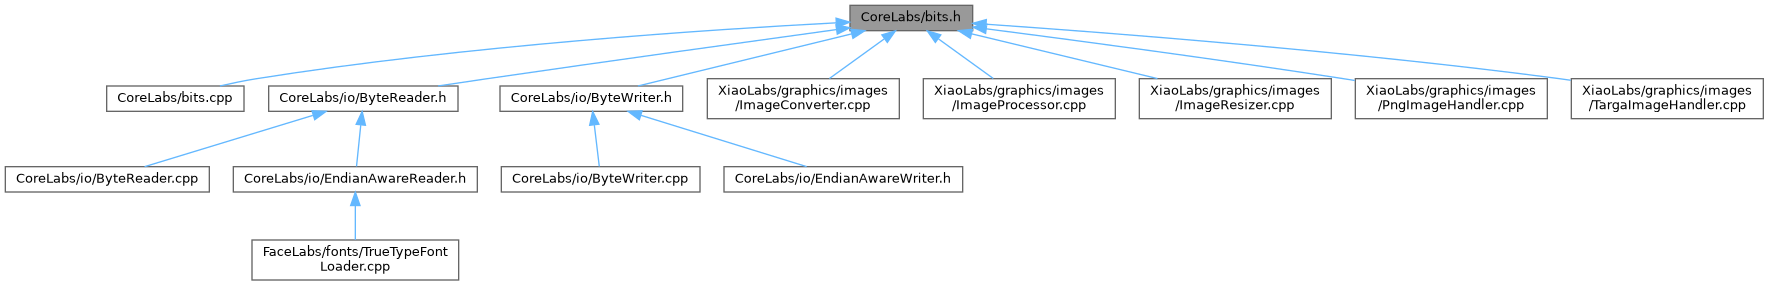 CoreLabs/bits.h
CoreLabs/bits.cpp
CoreLabs/io/ByteReader.h
CoreLabs/io/ByteWriter.h
XiaoLabs/graphics/images
/ImageConverter.cpp
XiaoLabs/graphics/images
/ImageProcessor.cpp
XiaoLabs/graphics/images
/ImageResizer.cpp
XiaoLabs/graphics/images
/PngImageHandler.cpp
XiaoLabs/graphics/images
/TargaImageHandler.cpp
CoreLabs/io/ByteReader.cpp
CoreLabs/io/EndianAwareReader.h
CoreLabs/io/ByteWriter.cpp
CoreLabs/io/EndianAwareWriter.h
FaceLabs/fonts/TrueTypeFont
Loader.cpp